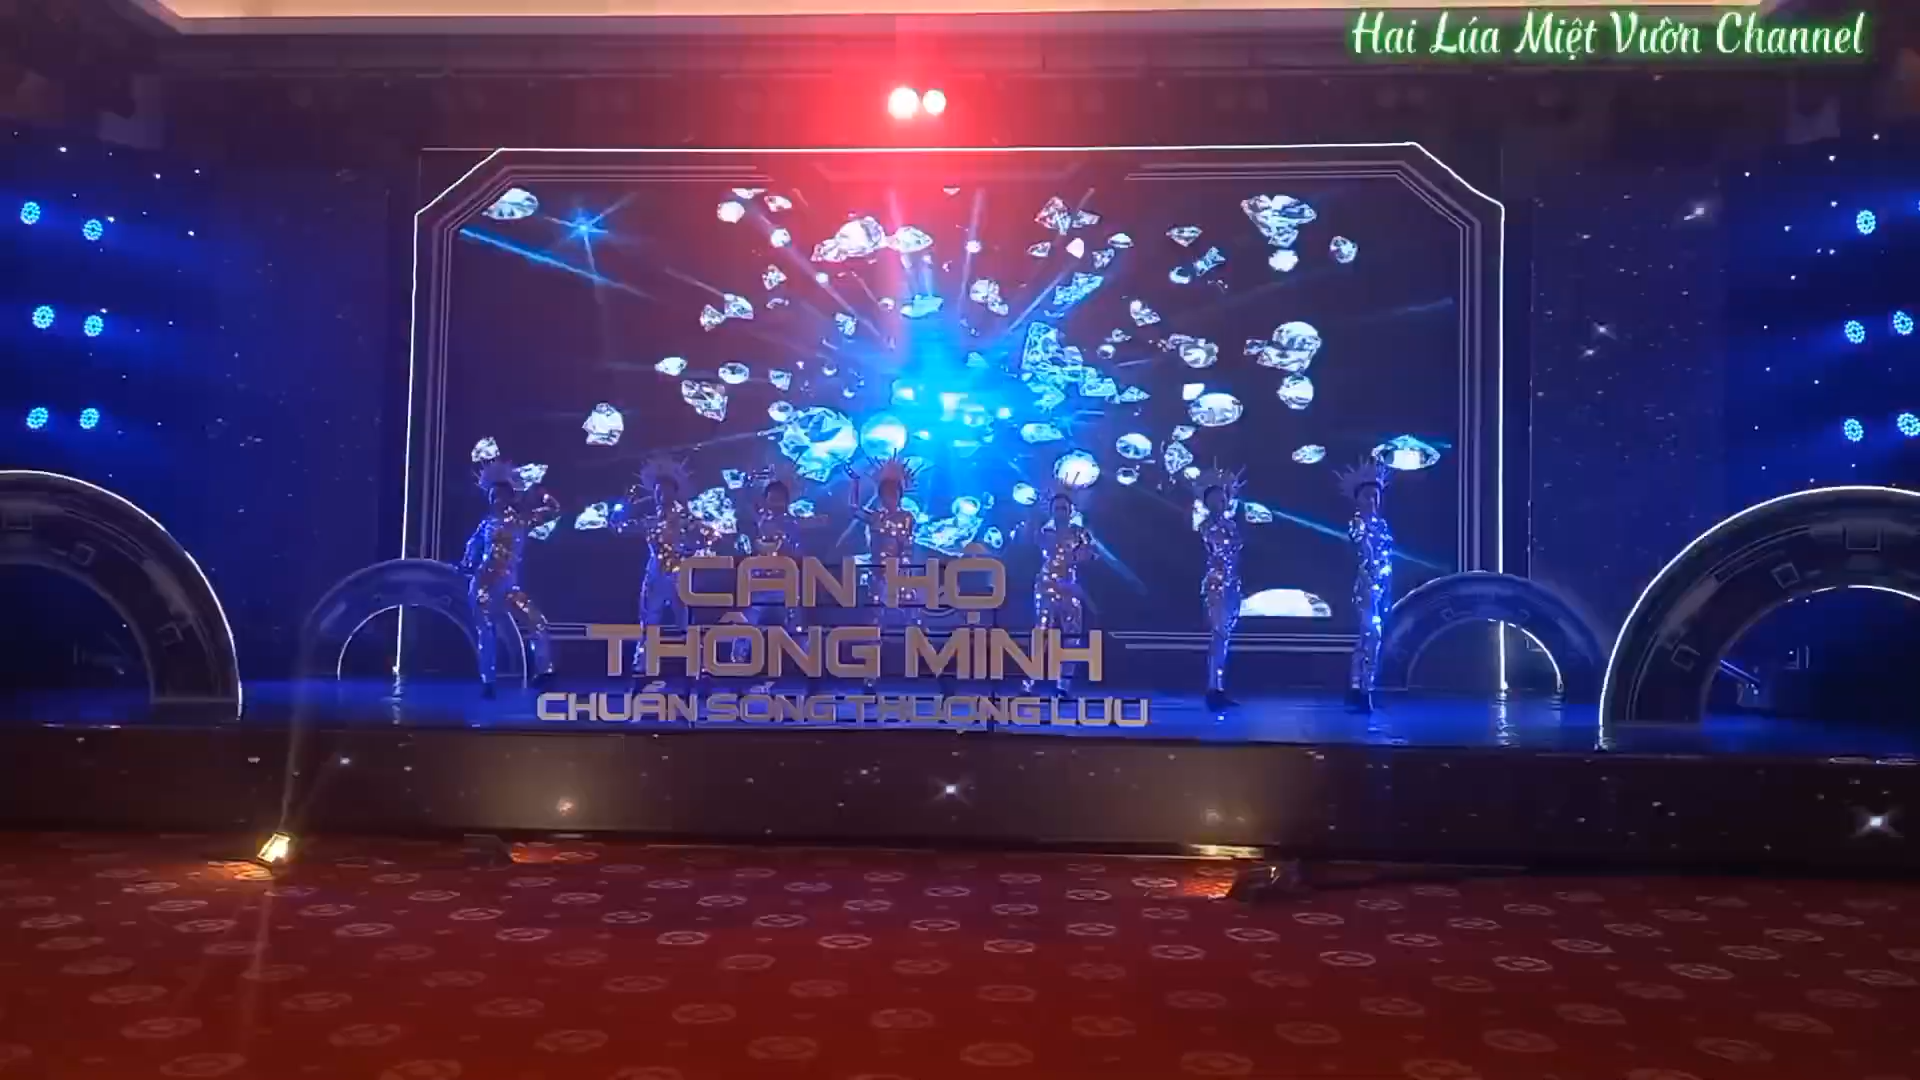 Hai Lúa Miệt Vườn Channel
CĂN HỘ
THÔNG MINH
CHUẨN SỐNG THƯỢNG LƯU